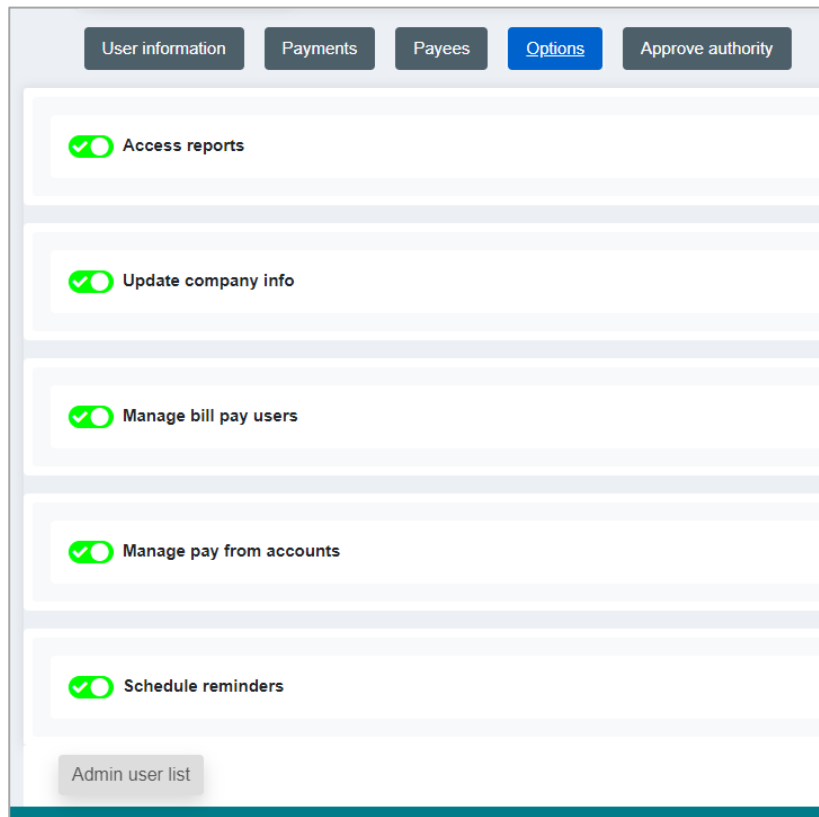 User information Payments Payees Options Approve authority
Access reports
Update company info
Manage bill pay users
Manage pay from accounts
Schedule reminders
Admin user list